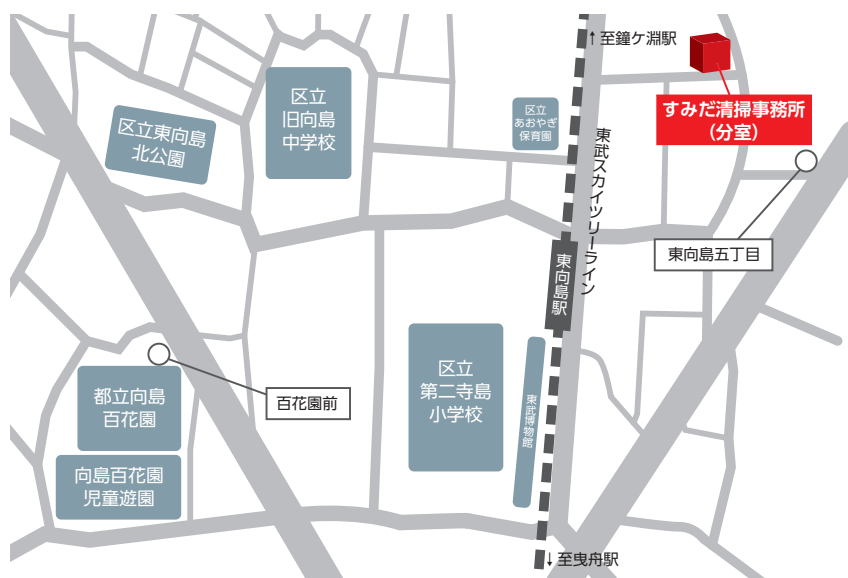 ↑至鐘ケ淵駅
すみだ清掃事務所
（分室）
区立
旧向島
中学校
区立
あおやぎ
保育園
区立東向島
北公園
東武スカイツリーライン
東向島五丁目
東向島駅
区立
第二寺島
小学校
東武博物館
都立向島
百花園
百花園前
向島百花園
児童遊園
↓至曳舟駅